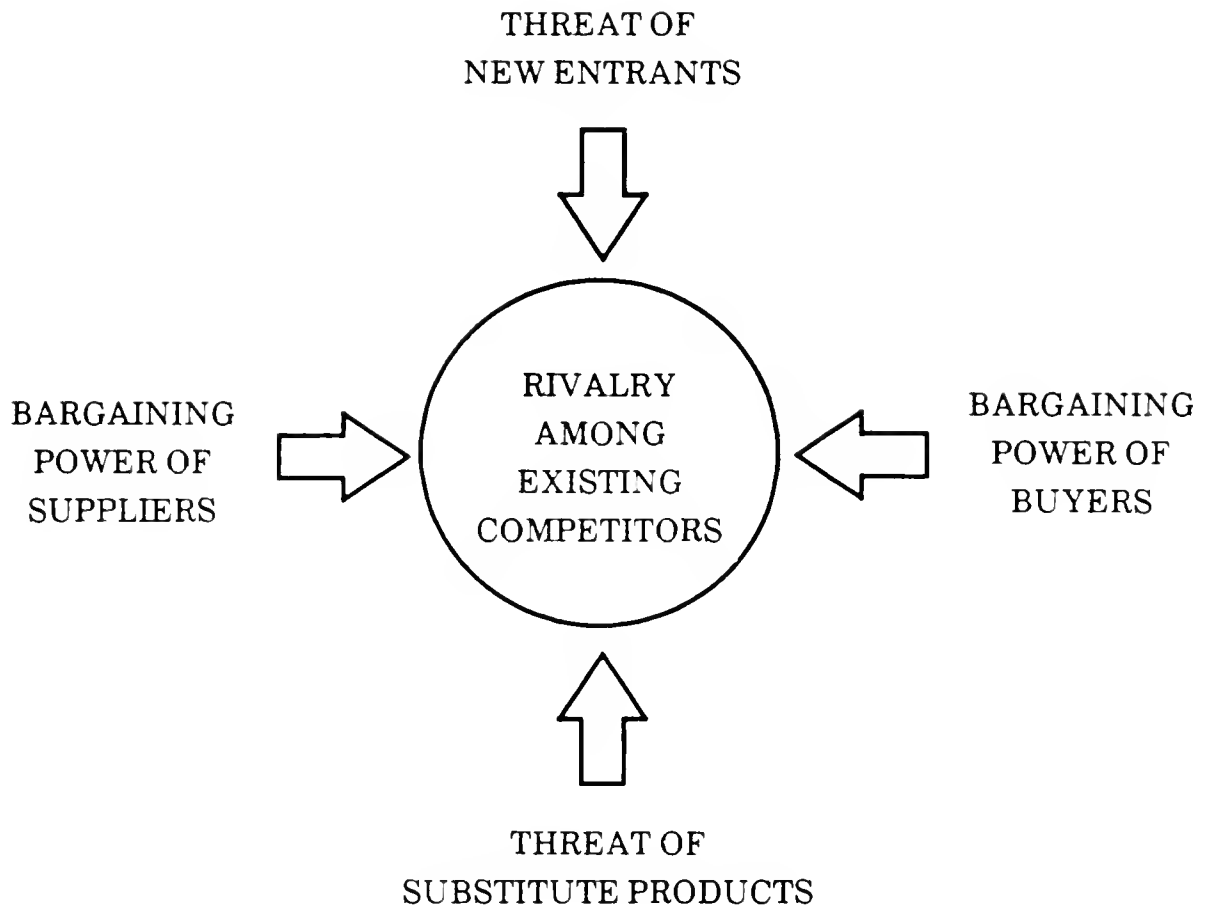 THREAT OF
NEW ENTRANTS
BARGAINING
POWER OF
SUPPLIERS
RIVALRY
AMONG
EXISTING
COMPETITORS
BARGAINING
POWER OF
BUYERS
THREAT OF
SUBSTITUTE PRODUCTS